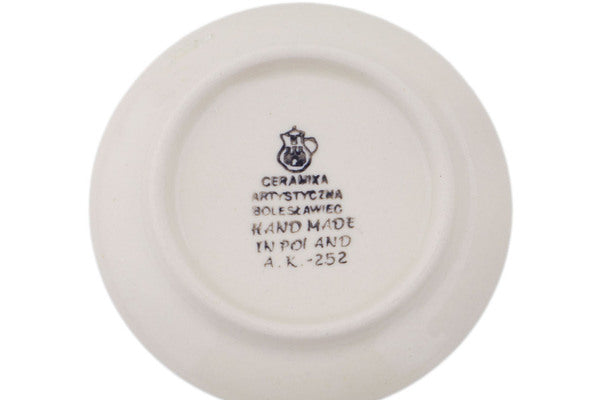 CERAMIKA
ARTYSTYCZNA
BOLESŁAWIEC
HAND MADE
IN POLAND
A.K.-252